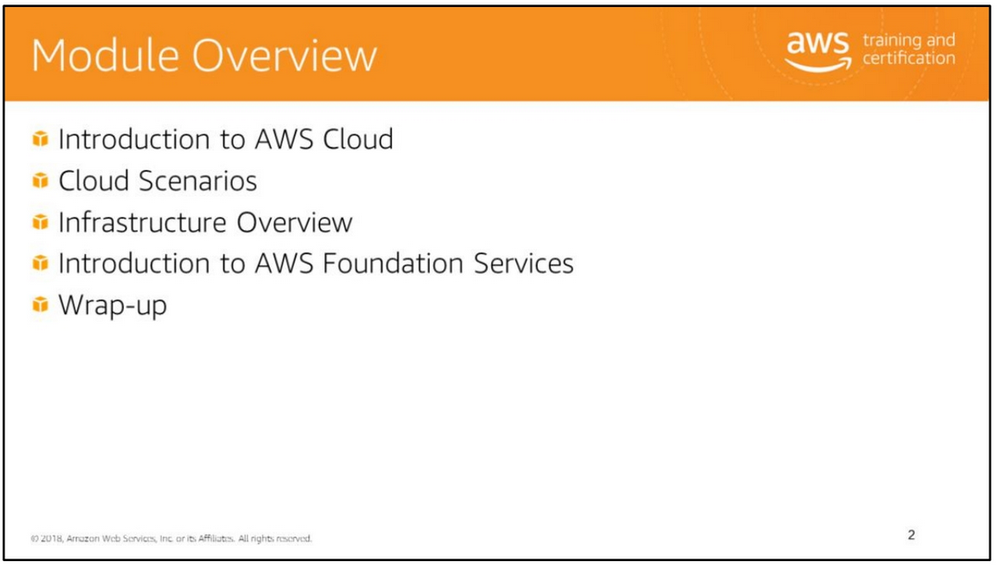 Module Overview
aws training and
certification
Introduction to AWS Cloud
Cloud Scenarios
Infrastructure Overview
Introduction to AWS Foundation Services
Wrap-up
© 2018, Amazon Web Services, Inc. or its Affiliates. All rights reserved.
2